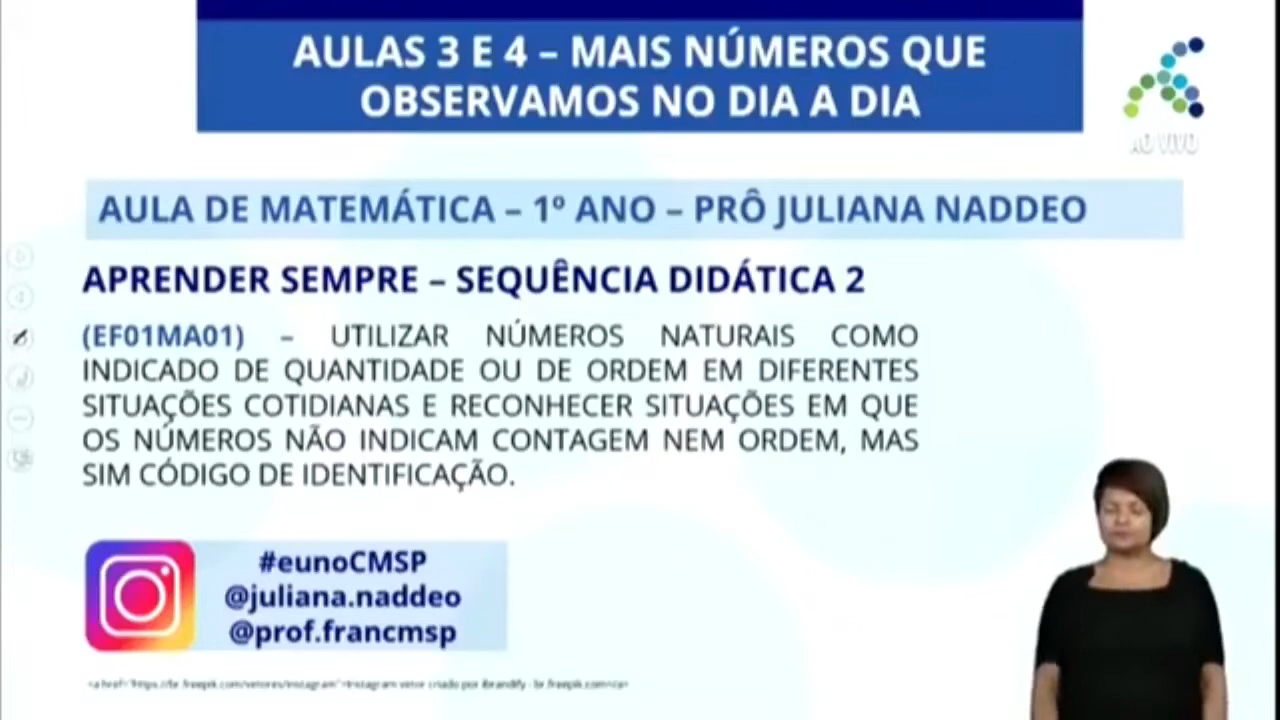 AULAS 3 E 4 – MAIS NÚMEROS QUE
OBSERVAMOS NO DIA A DIA
AO VIVO
AULA DE MATEMÁTICA – 1º ANO – PRÔ JULIANA NADDEO
APRENDER SEMPRE – SEQUÊNCIA DIDÁTICA 2
(EF01MA01) – UTILIZAR NÚMEROS NATURAIS COMO
INDICADO DE QUANTIDADE OU DE ORDEM EM DIFERENTES
SITUAÇÕES COTIDIANAS E RECONHECER SITUAÇÕES EM QUE
OS NÚMEROS NÃO INDICAM CONTAGEM NEM ORDEM, MAS
SIM CÓDIGO DE IDENTIFICAÇÃO.
#eunoCMSP
@juliana.naddeo
@prof.francmsp